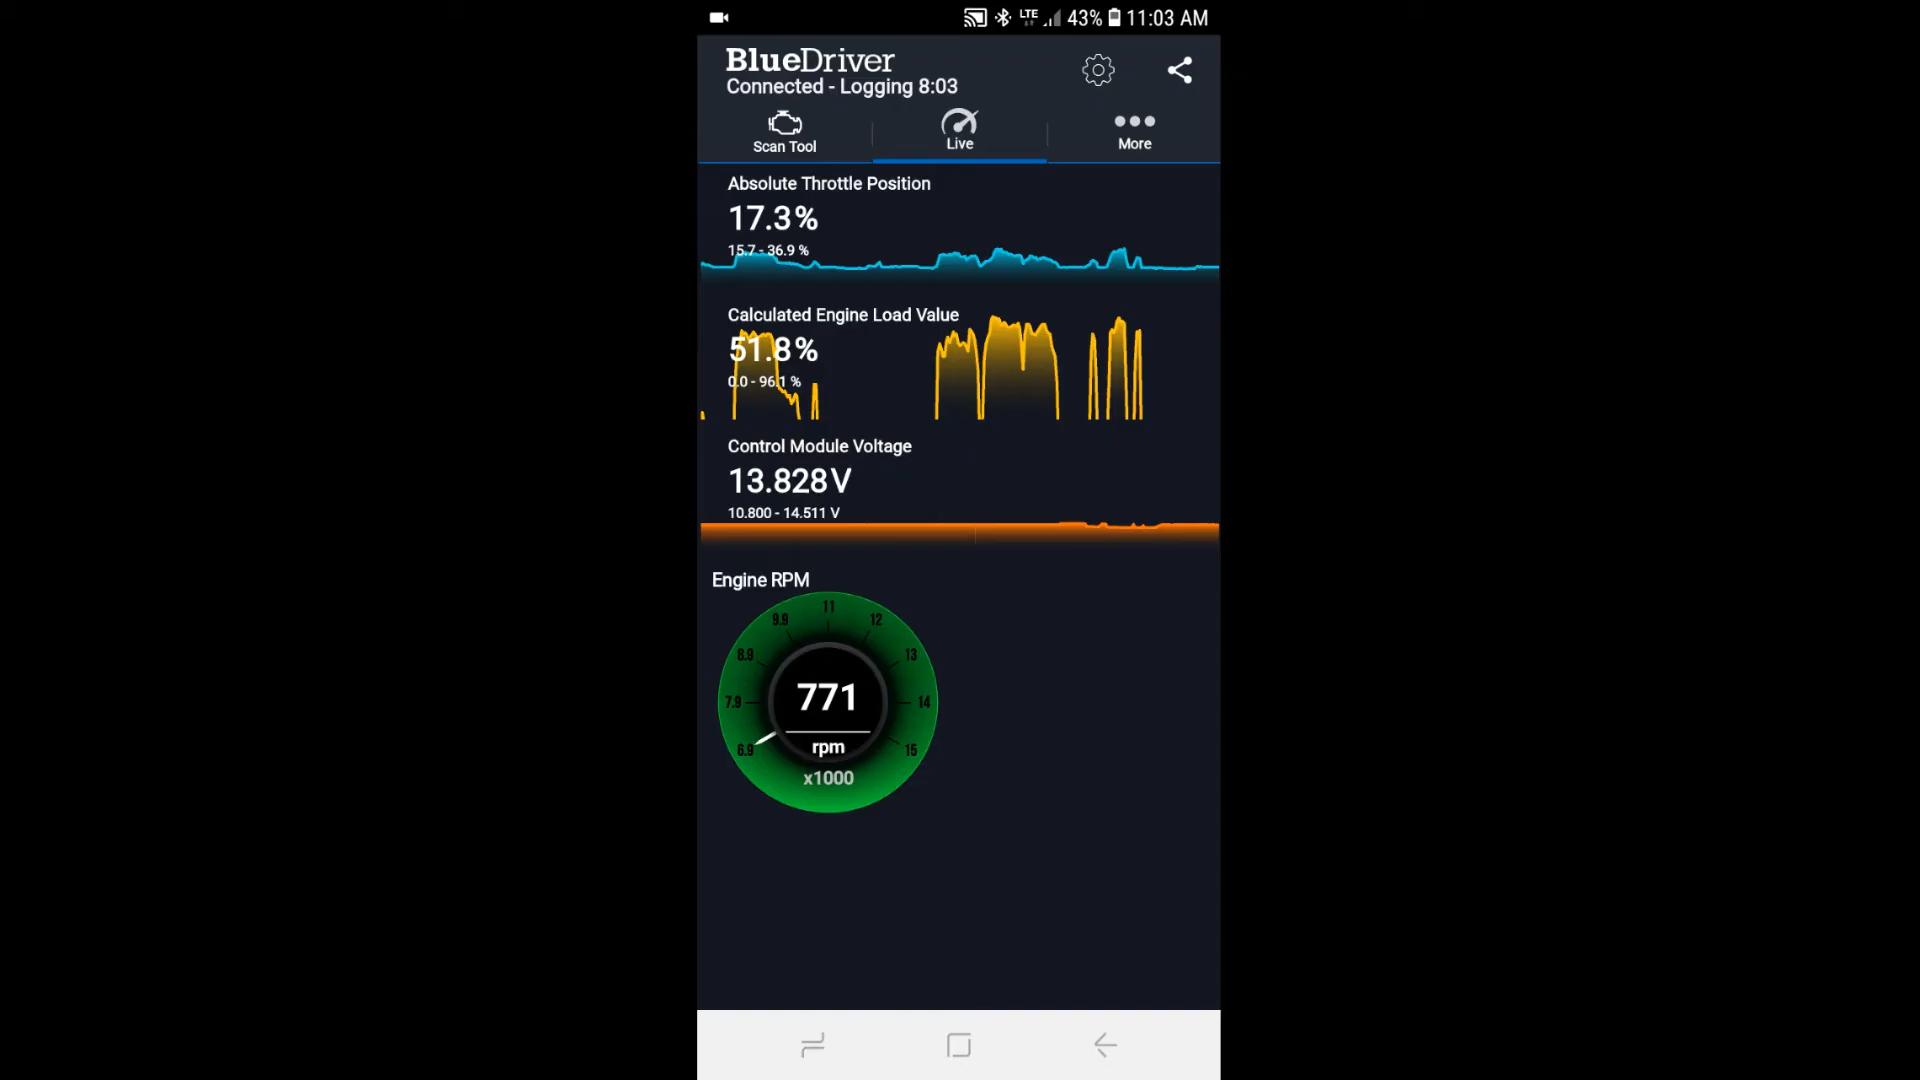 LTE 43% 11:03 AM
BlueDriver
Connected - Logging 8:03
Scan Tool
Live
More
Absolute Throttle Position
17.3%
15.7 - 36.9 %
Calculated Engine Load Value
51.8%
0.0 - 96.1 %
Control Module Voltage
13.828V
10.800 - 14.511 V
Engine RPM
11
9.9 12
8.9 13
7.9 14
6.9 15
771
rpm
x1000